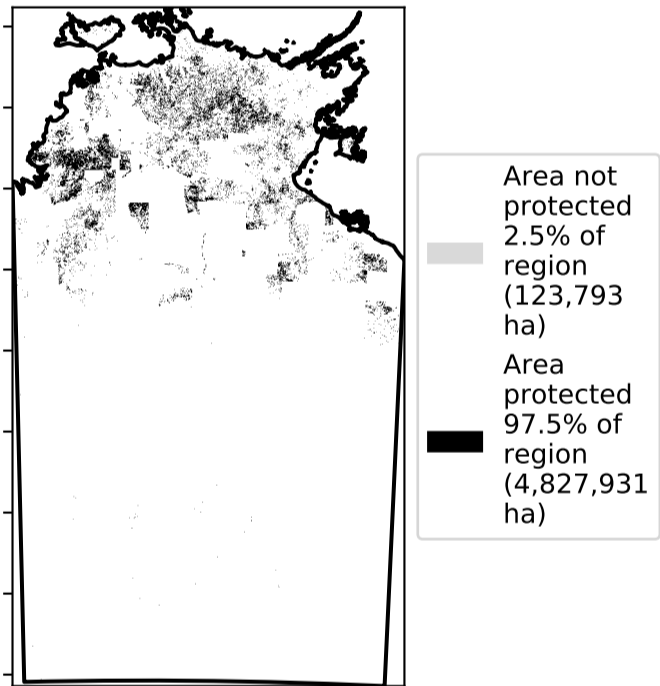 Area not
protected
2.5% of
region
(123,793
ha)
Area
protected
97.5% of
region
(4,827,931
ha)